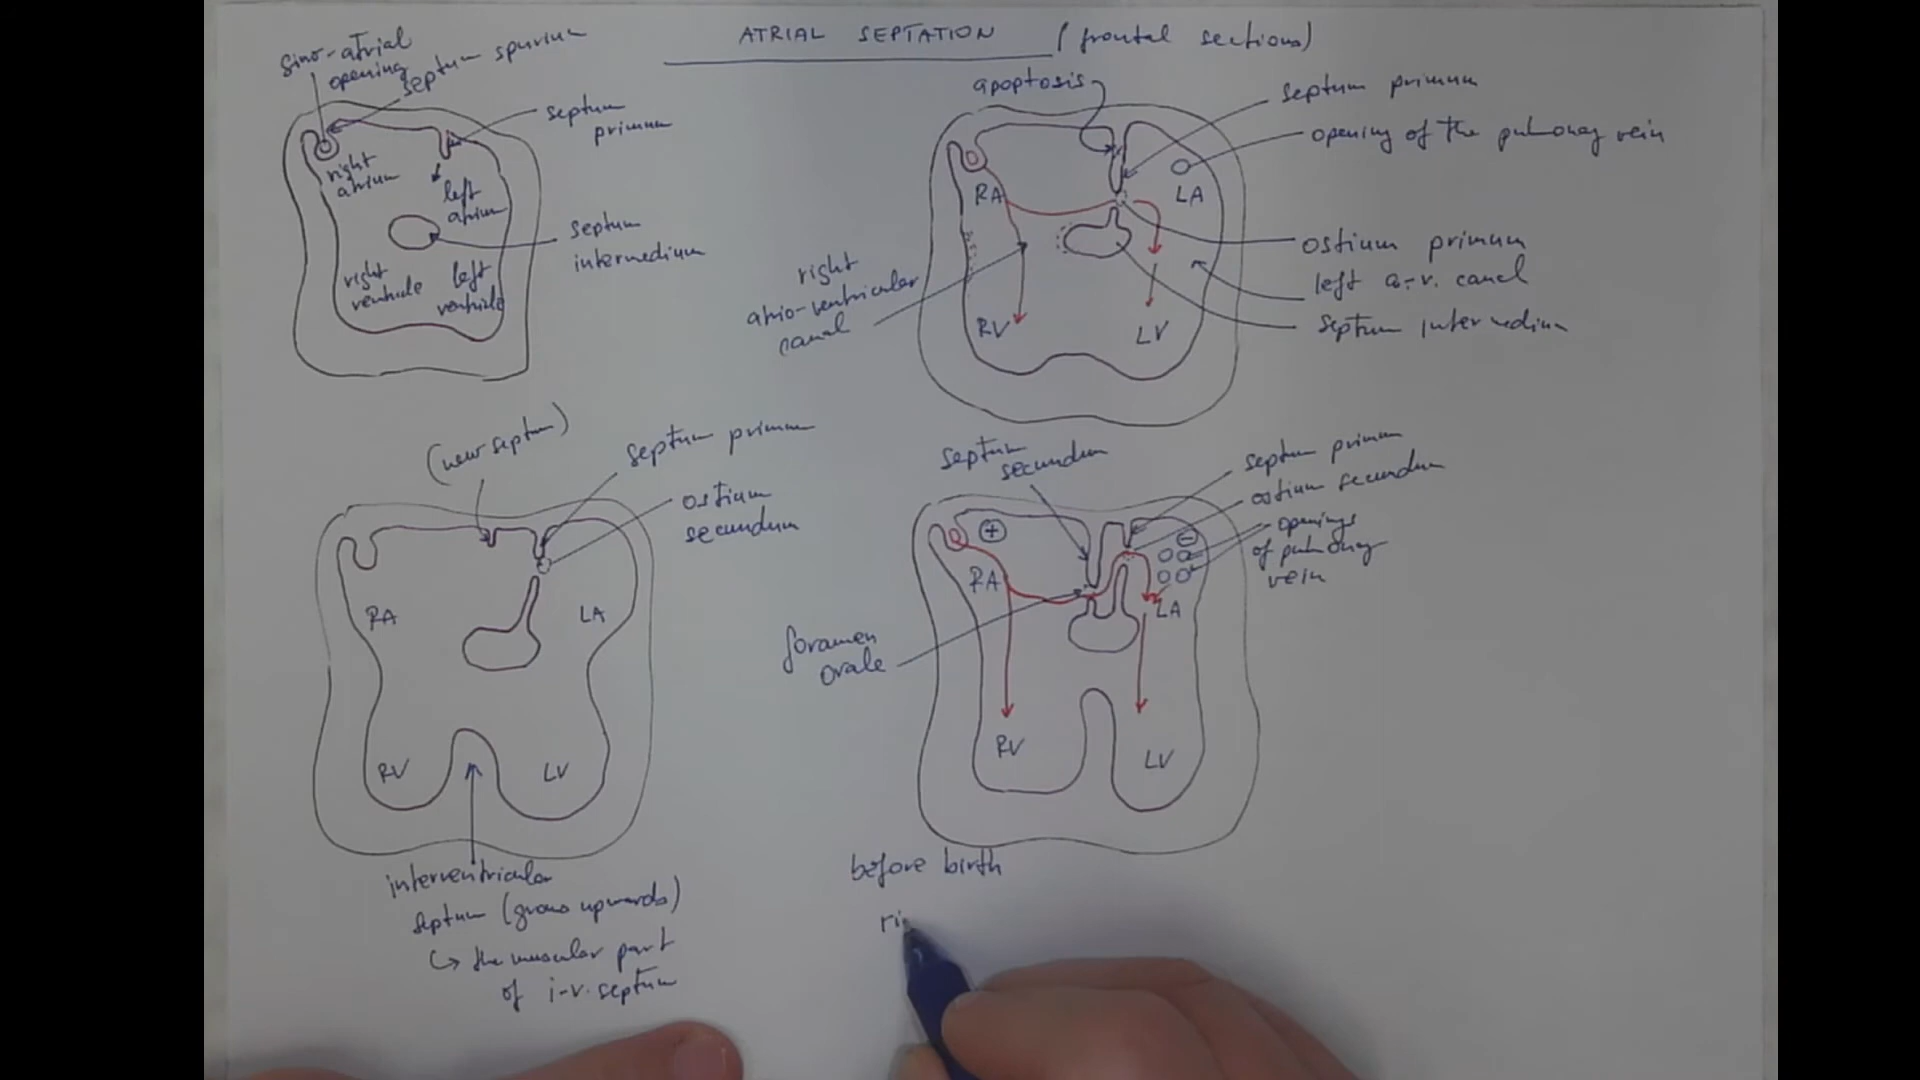 ATRIAL SEPTATION (frontal sections)
sino-atrial
opening
septum spurium
septum
primum
right
atrium
left
atrium
septum
intermedium
right
ventricle
left
ventricle
apoptosis
septum primum
opening of the pulmonary vein
RA
LA
ostium primum
left a.-v. canal
septum intermedium
right
atrio-ventricular
canal
RV
LV
(new septum)
septum primum
ostium
secundum
RA
LA
RV
LV
interventricular
septum (grows upwards)
↳ the muscular part
of i-v. septum
septum
secundum
septum primum
ostium secundum
openings
of pulmonary
vein
+
−
RA
LA
foramen
ovale
RV
LV
before birth
ri